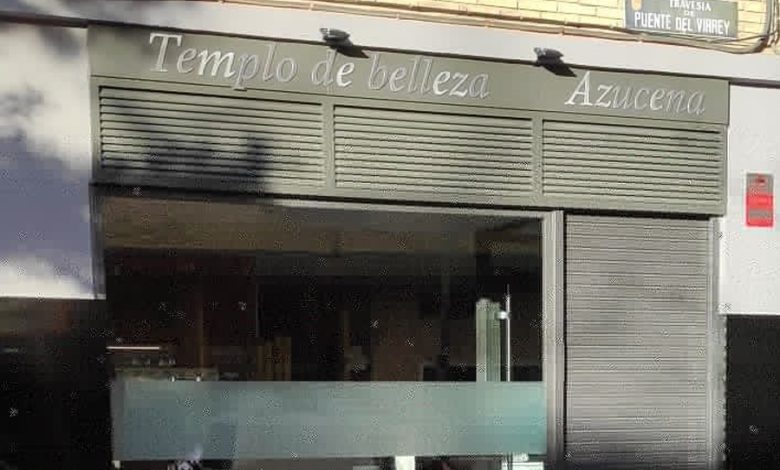 TRAVESIA
DE
PUENTE DEL VIRREY
Templo de belleza Azucena